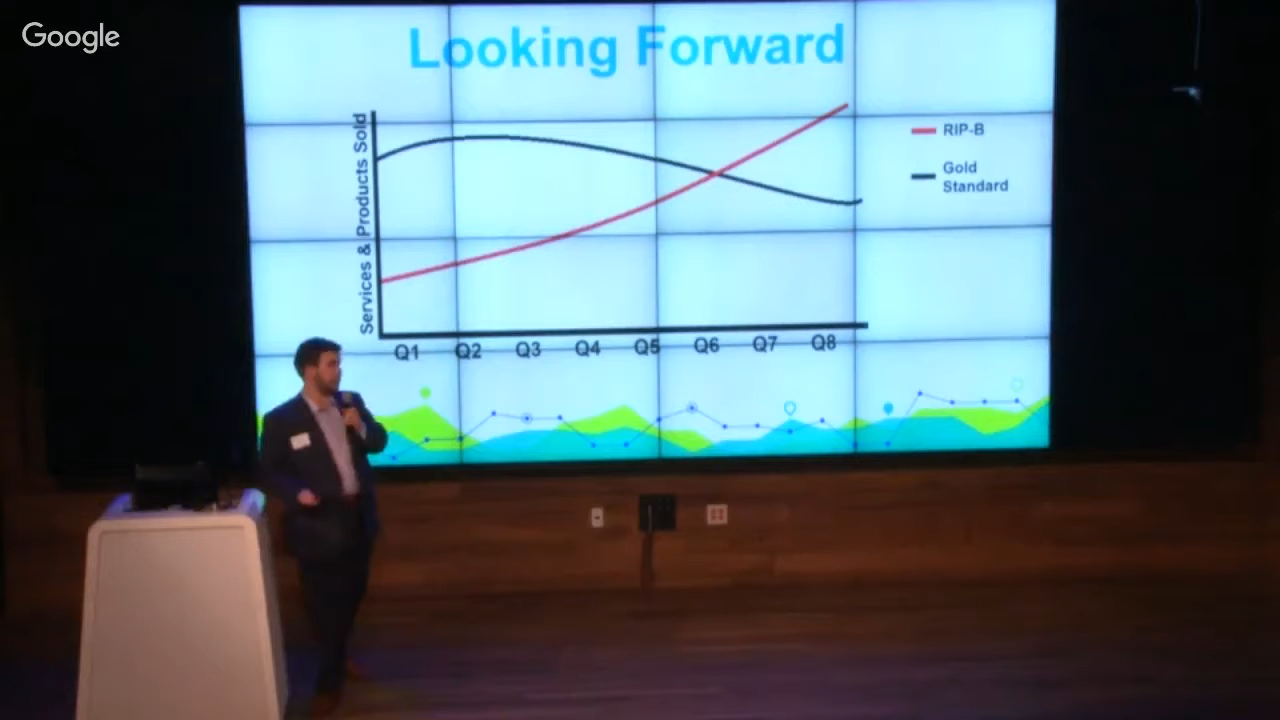 Google
Looking Forward
Services & Products Sold
RIP-B
Gold
Standard
Q1 Q2 Q3 Q4 Q5 Q6 Q7 Q8